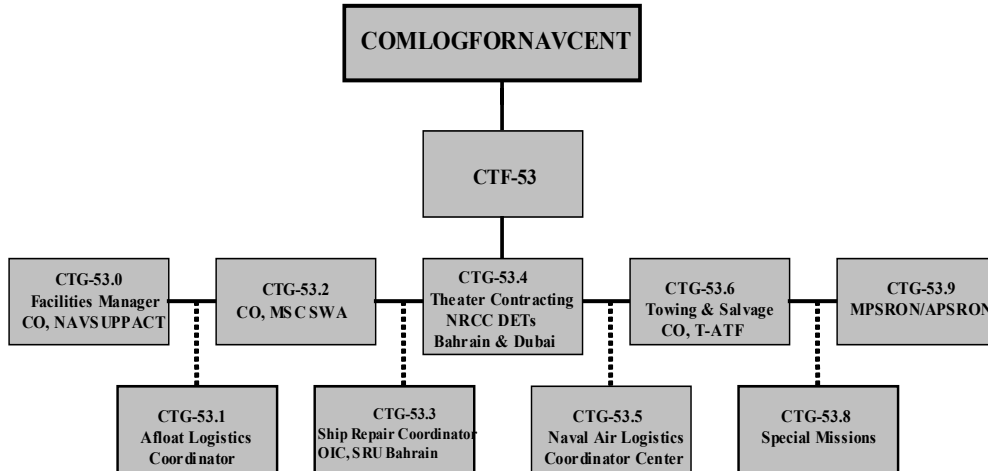 COMLOGFORNAVCENT
CTF-53
CTG-53.0
Facilities Manager
CO, NAVSUPPACT
CTG-53.2
CO, MSC SWA
CTG-53.4
Theater Contracting
NRCC DETs
Bahrain & Dubai
CTG-53.6
Towing & Salvage
CO, T-ATF
CTG-53.9
MPSRON/APSRON
CTG-53.1
Afloat Logistics
Coordinator
CTG-53.3
Ship Repair Coordinator
OIC, SRU Bahrain
CTG-53.5
Naval Air Logistics
Coordinator Center
CTG-53.8
Special Missions